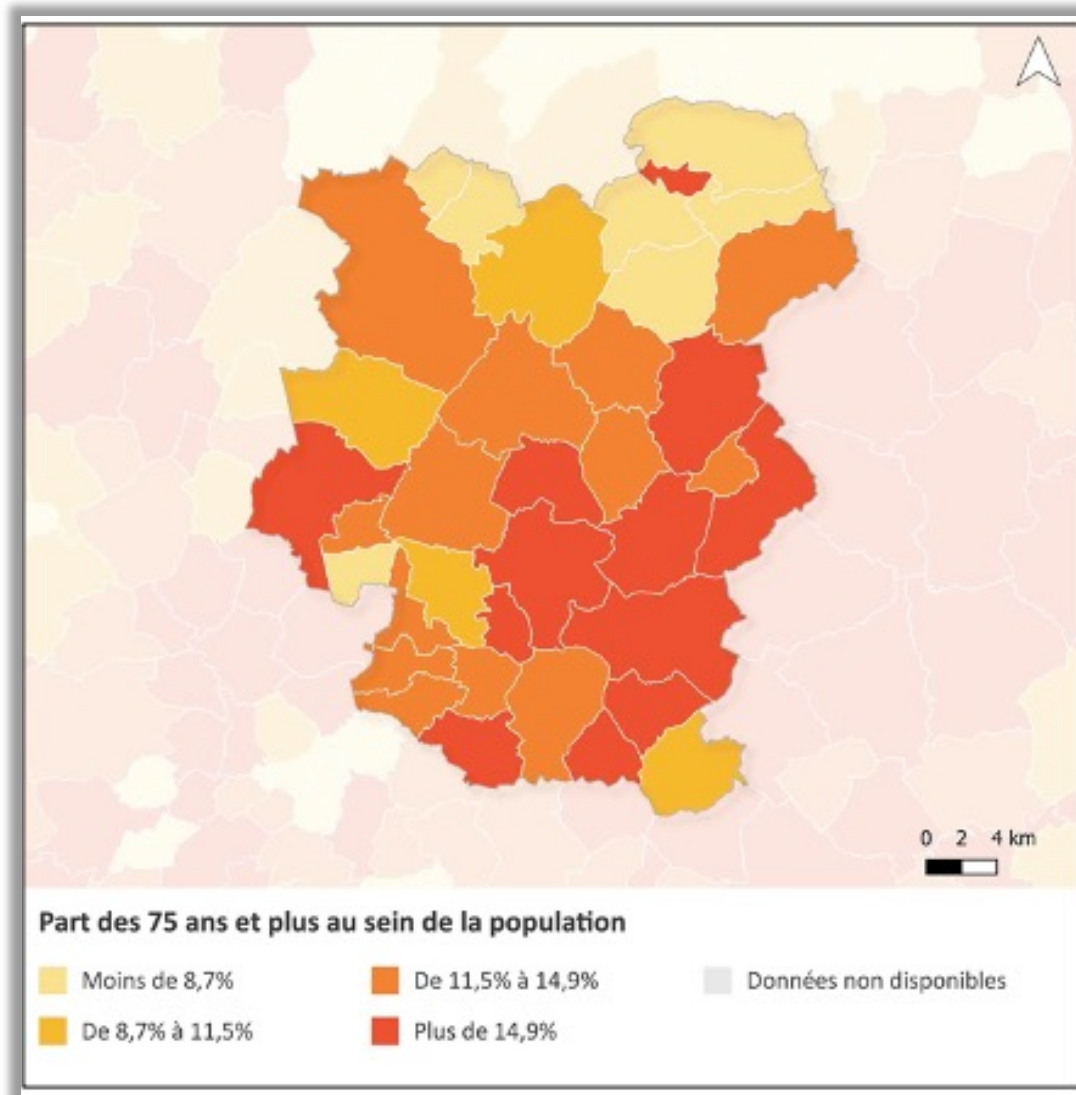 0 2 4 km
Part des 75 ans et plus au sein de la population
Moins de 8,7%
De 11,5% à 14,9%
Données non disponibles
De 8,7% à 11,5%
Plus de 14,9%